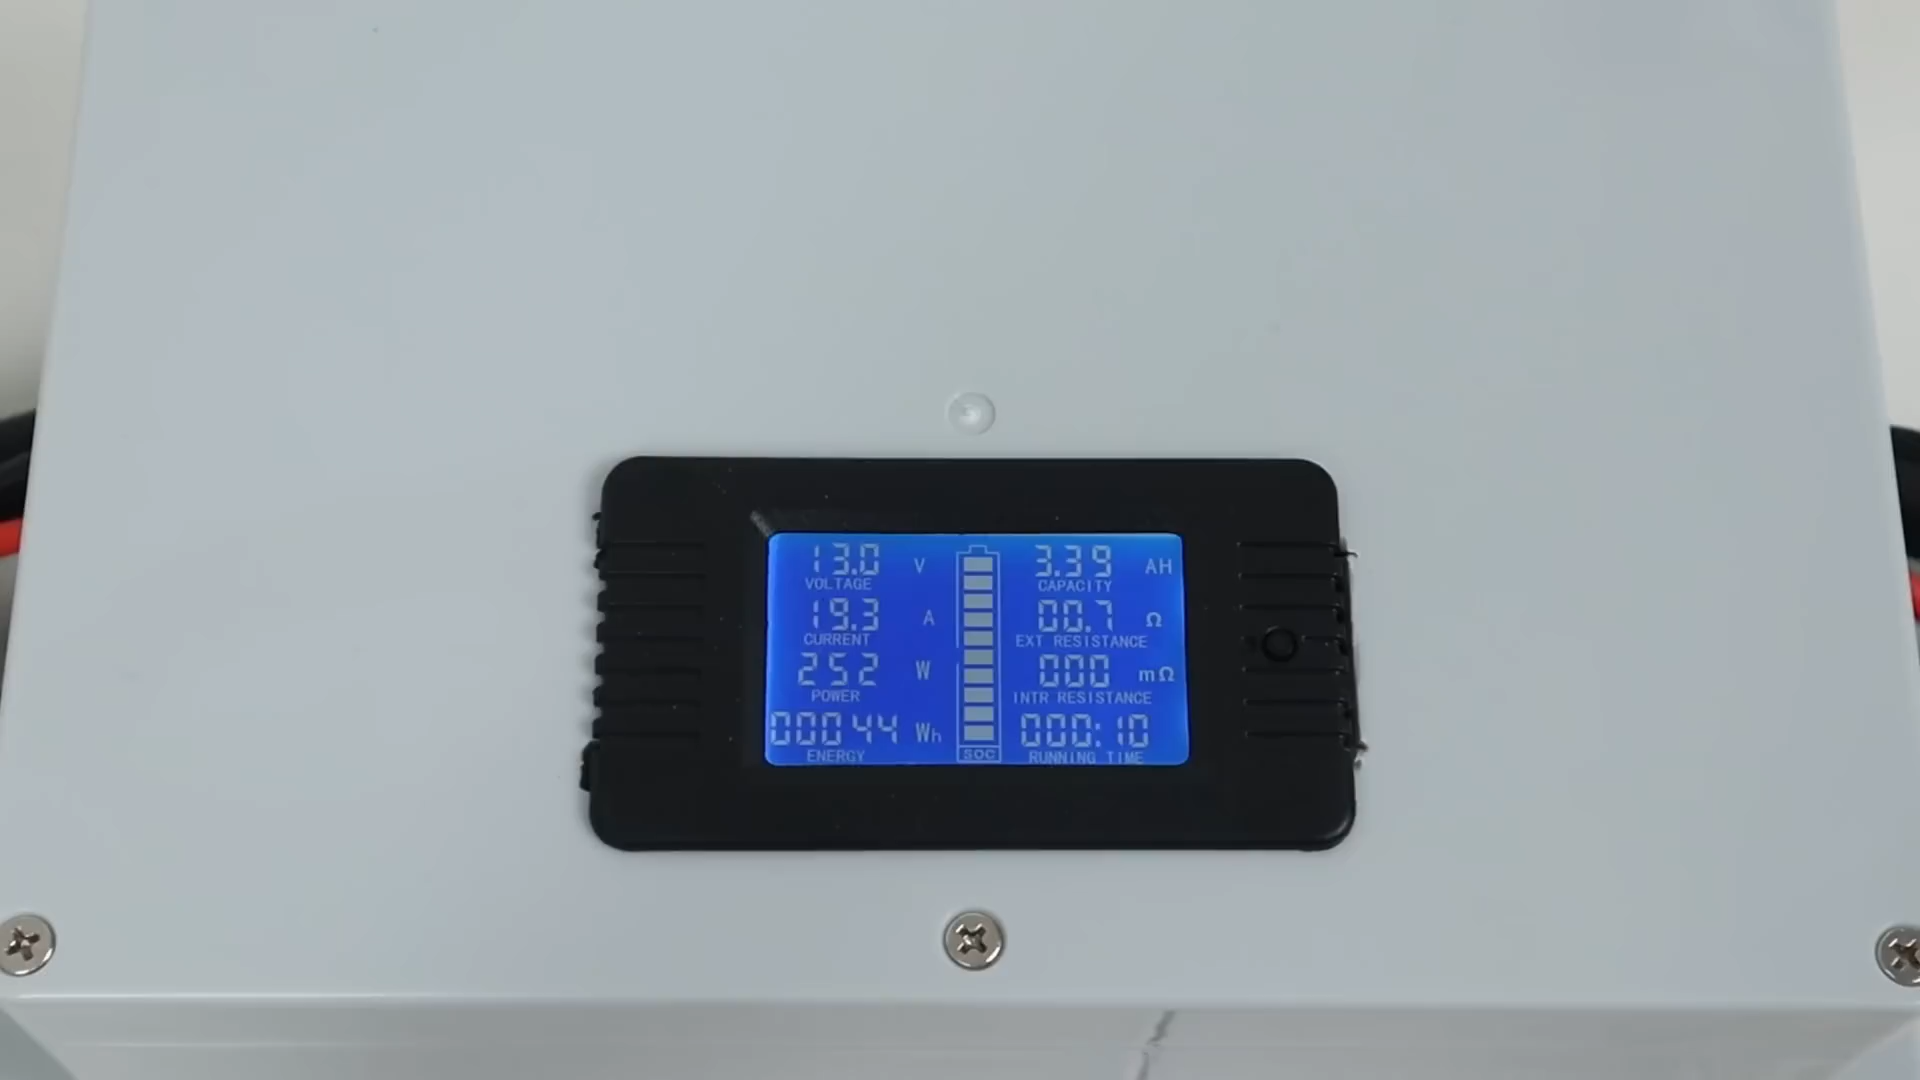 13.0 V
VOLTAGE
19.3 A
CURRENT
252 W
POWER
00044 Wh
ENERGY
SOC
3.39 AH
CAPACITY
00.7 Ω
EXT RESISTANCE
000 mΩ
INTR RESISTANCE
000:10
RUNNING TIME